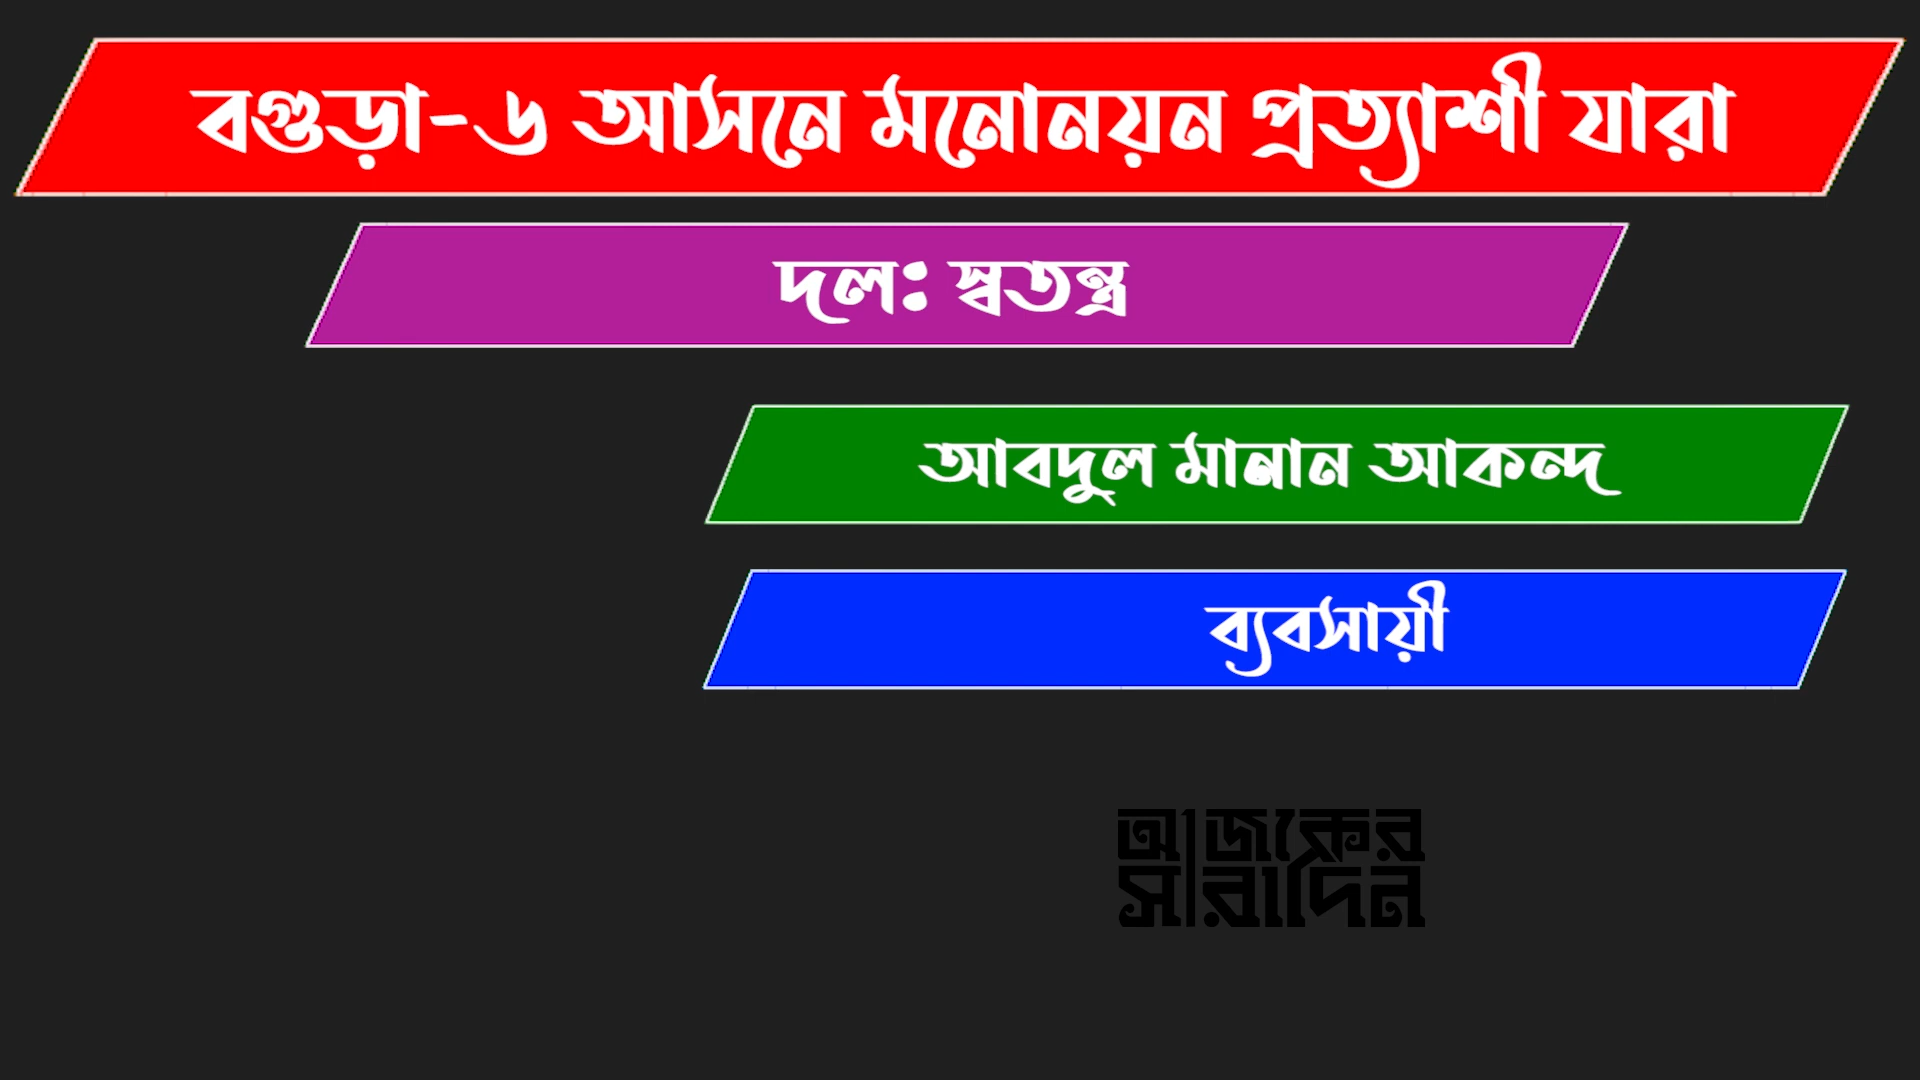 বগুড়া-৬ আসনে মনোনয়ন প্রত্যাশী যারা
দল: স্বতন্ত্র
আবদুল মান্নান আকন্দ
ব্যবসায়ী
আজকের
সারাদিন